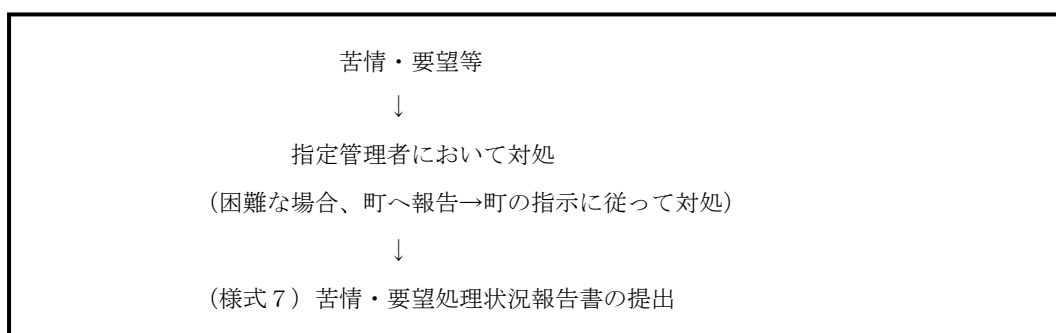 苦情・要望等
↓
指定管理者において対処
（困難な場合、町へ報告→町の指示に従って対処）
↓
（様式７）苦情・要望処理状況報告書の提出